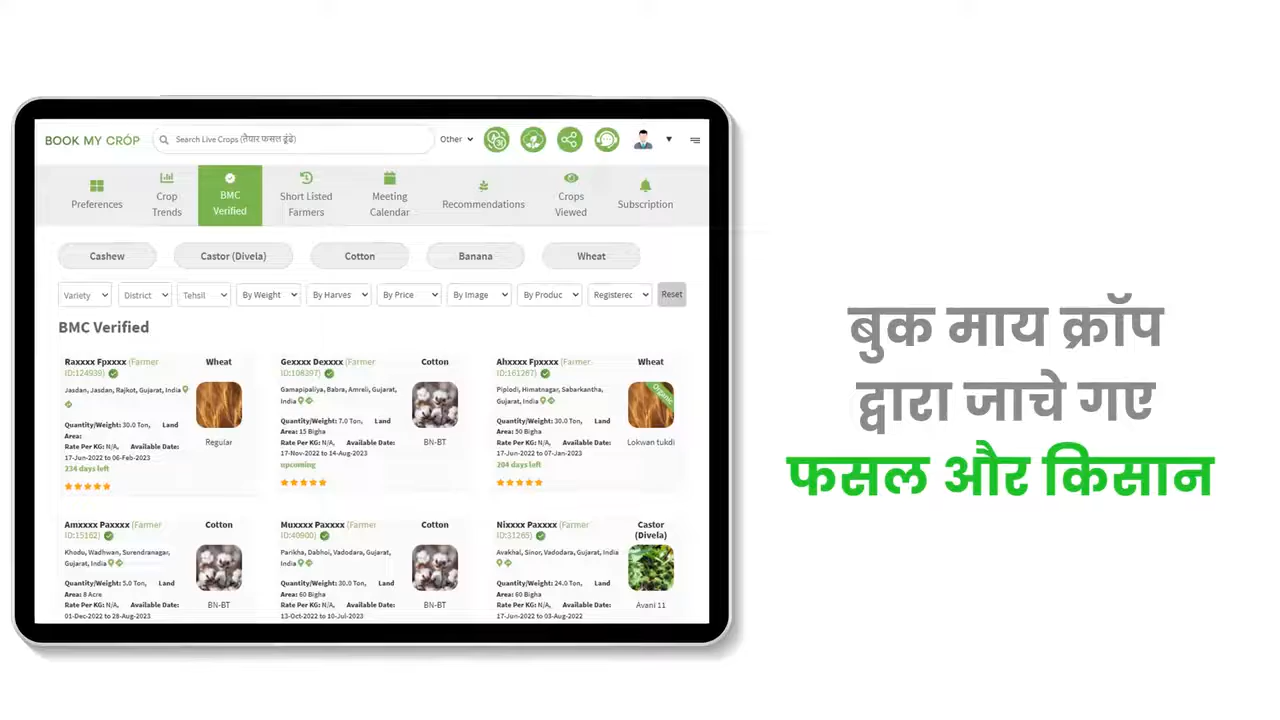 BOOK MY CRÓP
Search Live Crops (तैयार फसल ढूंढे)
Other
Preferences
Crop
Trends
BMC
Verified
Short Listed
Farmers
Meeting
Calendar
Recommendations
Crops
Viewed
Subscription
Cashew
Castor (Divela)
Cotton
Banana
Wheat
Variety
District
Tehsil
By Weight
By Harves
By Price
By Image
By Produc
Registerec
Reset
BMC Verified
Raxxxx Fpxxxx (Farmer
ID:124939)
Wheat
Jasdan, Jasdan, Rajkot, Gujarat, India
Quantity/Weight: 30.0 Ton, Land
Area:
Rate Per KG: N/A, Available Date:
17-Jun-2022 to 06-Feb-2023
234 days left
Regular
Gexxxx Dexxxx (Farmer
ID:108397)
Cotton
Gamapipaliya, Babra, Amreli, Gujarat,
India
Quantity/Weight: 7.0 Ton, Land
Area: 15 Bigha
Rate Per KG: N/A, Available Date:
17-Nov-2022 to 14-Aug-2023
upcoming
BN-BT
Ahxxxx Fpxxxx (Farmer
ID:161267)
Wheat
Piplodi, Himatnagar, Sabarkantha,
Gujarat, India
Quantity/Weight: 30.0 Ton, Land
Area: 50 Bigha
Rate Per KG: N/A, Available Date:
17-Jun-2022 to 07-Jan-2023
204 days left
Organic
Lokwan tukdi
Amxxxx Paxxxx (Farmer
ID:15162)
Cotton
Khodu, Wadhwan, Surendranagar,
Gujarat, India
Quantity/Weight: 5.0 Ton, Land
Area: 8 Acre
Rate Per KG: N/A, Available Date:
01-Dec-2022 to 28-Aug-2023
BN-BT
Muxxxx Paxxxx (Farmer
ID:40900)
Cotton
Parikha, Dabhoi, Vadodara, Gujarat,
India
Quantity/Weight: 30.0 Ton, Land
Area: 60 Bigha
Rate Per KG: N/A, Available Date:
13-Oct-2022 to 10-Jul-2023
BN-BT
Nixxxx Paxxxx (Farmer
ID:31265)
Castor
(Divela)
Avakhal, Sinor, Vadodara, Gujarat, India
Quantity/Weight: 24.0 Ton, Land
Area: 60 Bigha
Rate Per KG: N/A, Available Date:
17-Jun-2022 to 03-Aug-2022
Avani 11
बुक माय क्रॉप
द्वारा जाचे गए
फसल और किसान